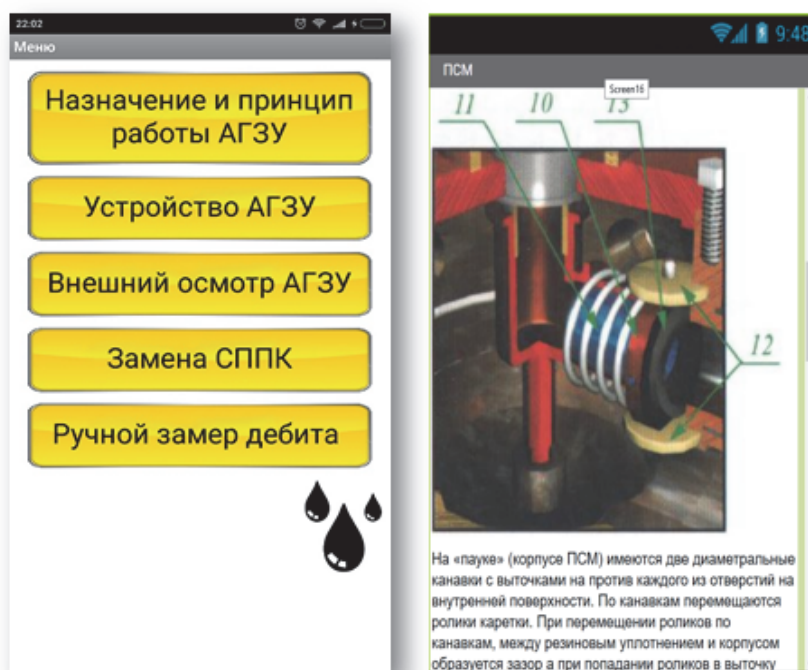 22:02
Меню
Назначение и принцип
работы АГЗУ
Устройство АГЗУ
Внешний осмотр АГЗУ
Замена СППК
Ручной замер дебита
9:48
ПСМ
Screen16
11
10
13
12
На «пауке» (корпусе ПСМ) имеются две диаметральные
канавки с выточками на против каждого из отверстий на
внутренней поверхности. По канавкам перемещаются
ролики каретки. При перемещении роликов по
канавкам, между резиновым уплотнением и корпусом
образуется зазор а при попадании роликов в выточку